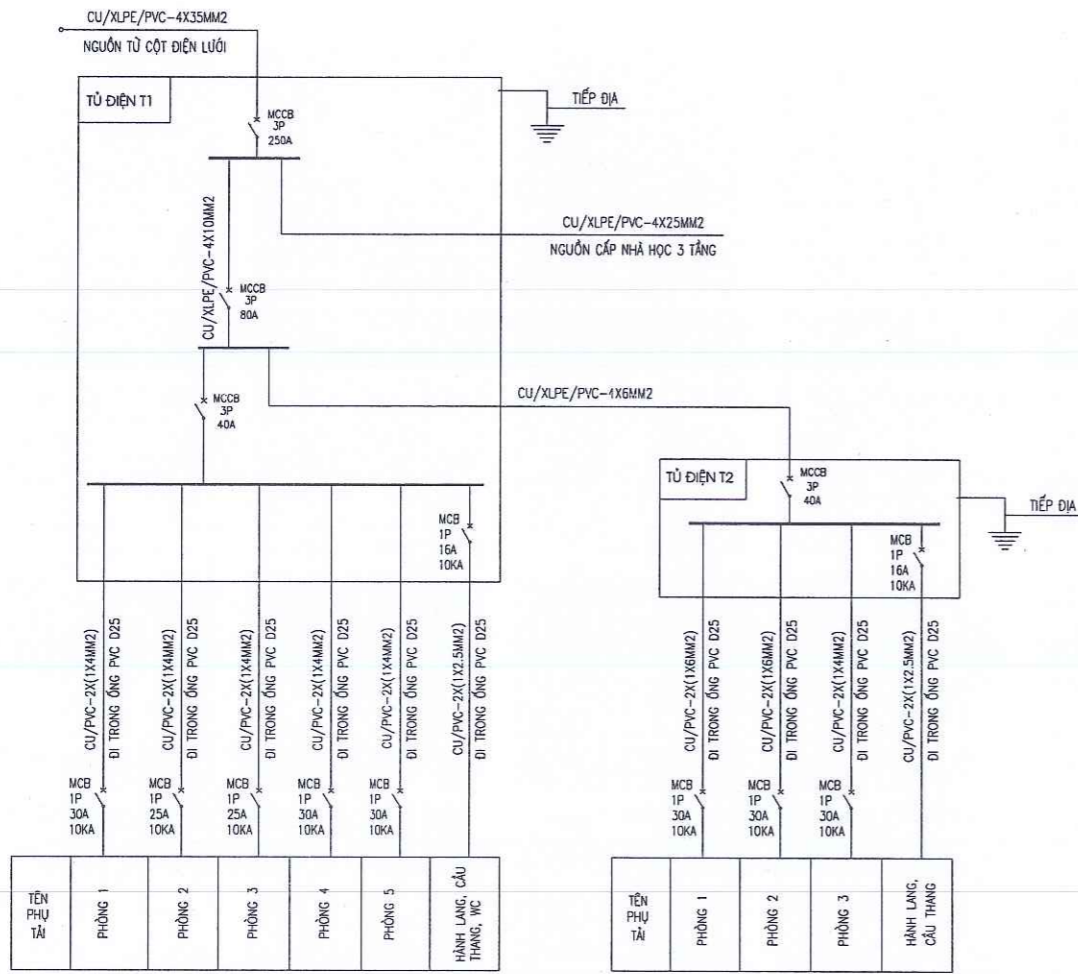 CU/XLPE/PVC-4X35MM2
NGUỒN TỪ CỘT ĐIỆN LƯỚI
TỦ ĐIỆN T1
MCCB
3P
250A
TIẾP ĐỊA
CU/XLPE/PVC-4X10MM2
CU/XLPE/PVC-4X25MM2
NGUỒN CẤP NHÀ HỌC 3 TẦNG
MCCB
3P
80A
MCCB
3P
40A
CU/XLPE/PVC-4X6MM2
TỦ ĐIỆN T2
MCCB
3P
40A
TIẾP ĐỊA
MCB
1P
16A
10KA
MCB
1P
16A
10KA
CU/PVC-2X(1X4MM2)
ĐI TRONG ỐNG PVC D25
CU/PVC-2X(1X4MM2)
ĐI TRONG ỐNG PVC D25
CU/PVC-2X(1X4MM2)
ĐI TRONG ỐNG PVC D25
CU/PVC-2X(1X4MM2)
ĐI TRONG ỐNG PVC D25
CU/PVC-2X(1X4MM2)
ĐI TRONG ỐNG PVC D25
CU/PVC-2X(1X2.5MM2)
ĐI TRONG ỐNG PVC D25
CU/PVC-2X(1X6MM2)
ĐI TRONG ỐNG PVC D25
CU/PVC-2X(1X6MM2)
ĐI TRONG ỐNG PVC D25
CU/PVC-2X(1X4MM2)
ĐI TRONG ỐNG PVC D25
CU/PVC-2X(1X2.5MM2)
ĐI TRONG ỐNG PVC D25
MCB
1P
30A
10KA
MCB
1P
25A
10KA
MCB
1P
25A
10KA
MCB
1P
30A
10KA
MCB
1P
30A
10KA
MCB
1P
30A
10KA
MCB
1P
30A
10KA
MCB
1P
30A
10KA
TÊN
PHỤ
TẢI
PHÒNG 1
PHÒNG 2
PHÒNG 3
PHÒNG 4
PHÒNG 5
HÀNH LANG, CẦU
THANG, WC
TÊN
PHỤ
TẢI
PHÒNG 1
PHÒNG 2
PHÒNG 3
HÀNH LANG,
CẦU THANG